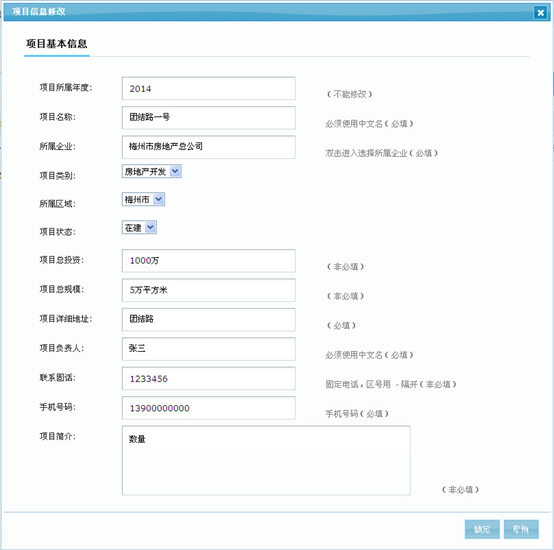 项目信息修改
项目基本信息
项目所属年度： 2014 （不能修改）
项目名称： 团结路一号 必须使用中文名（必填）
所属企业： 梅州市房地产总公司 双击进入选择所属企业（必填）
项目类别： 房地产开发
所属区域： 梅州市
项目状态： 在建
项目总投资： 1000万 （非必填）
项目总规模： 5万平方米 （非必填）
项目详细地址： 团结路 （必填）
项目负责人： 张三 必须使用中文名（必填）
联系固话： 1233456 固定电话，区号用 - 隔开（非必填）
手机号码： 13900000000 手机号码（必填）
项目简介： 数量 （非必填）
确定 取消